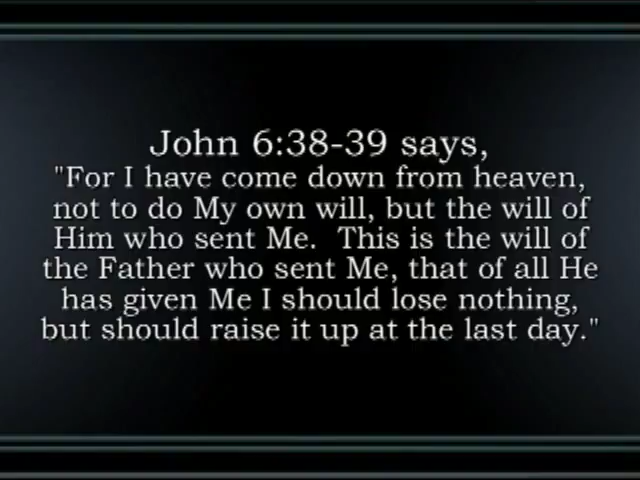 John 6:38-39 says,
"For I have come down from heaven,
not to do My own will, but the will of
Him who sent Me.  This is the will of
the Father who sent Me, that of all He
has given Me I should lose nothing,
but should raise it up at the last day."